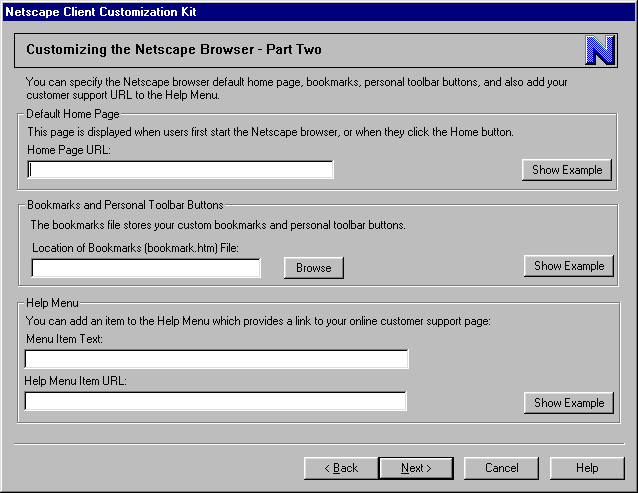 Netscape Client Customization Kit
Customizing the Netscape Browser - Part Two
N
You can specify the Netscape browser default home page, bookmarks, personal toolbar buttons, and also add your
customer support URL to the Help Menu.
Default Home Page
This page is displayed when users first start the Netscape browser, or when they click the Home button.
Home Page URL:
Show Example
Bookmarks and Personal Toolbar Buttons
The bookmarks file stores your custom bookmarks and personal toolbar buttons.
Location of Bookmarks (bookmark.htm) File:
Browse
Show Example
Help Menu
You can add an item to the Help Menu which provides a link to your online customer support page:
Menu Item Text:
Help Menu Item URL:
Show Example
< Back
Next >
Cancel
Help